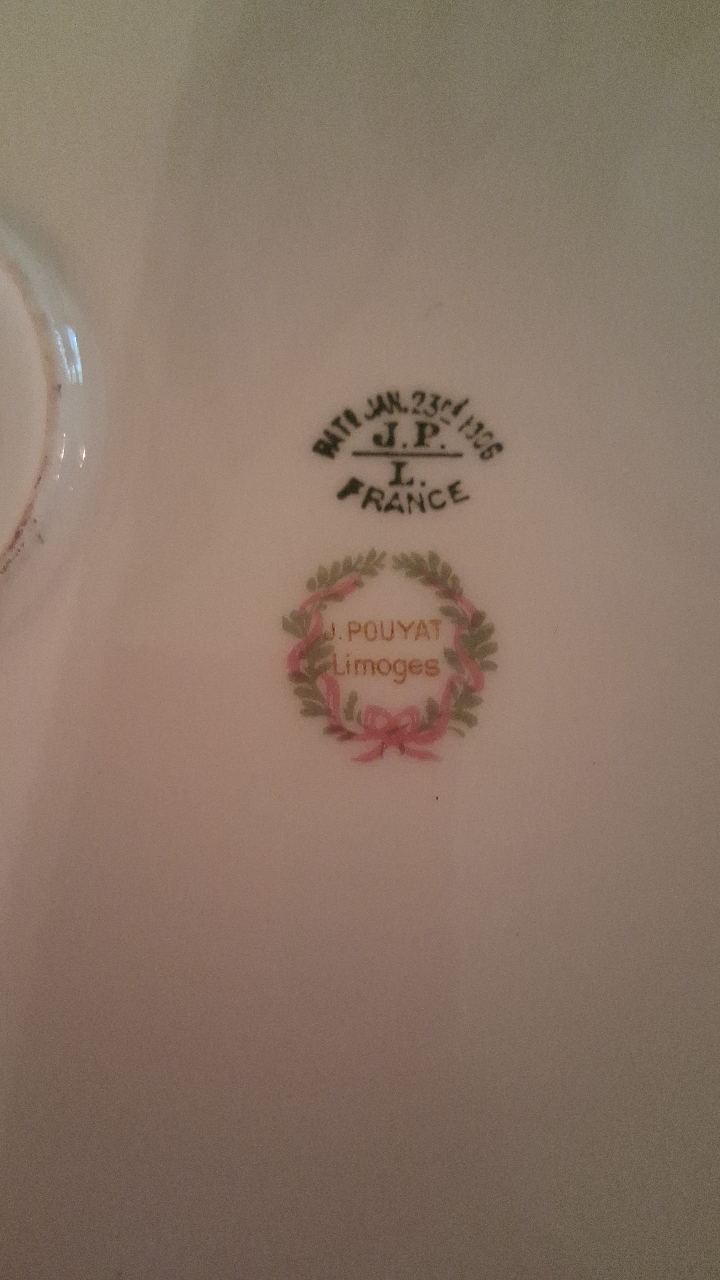 PAT'D JAN. 23rd 1906
J.P.
L.
FRANCE
J. POUYAT
Limoges